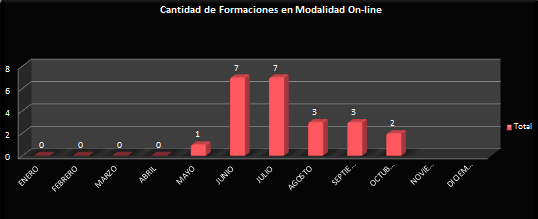 Cantidad de Formaciones en Modalidad On-line
8
6
4
2
0
0
0
0
0
1
7
7
3
3
2
Total
ENERO
FEBRERO
MARZO
ABRIL
MAYO
JUNIO
JULIO
AGOSTO
SEPTIE...
OCTUB...
NOVIE...
DICIEM...